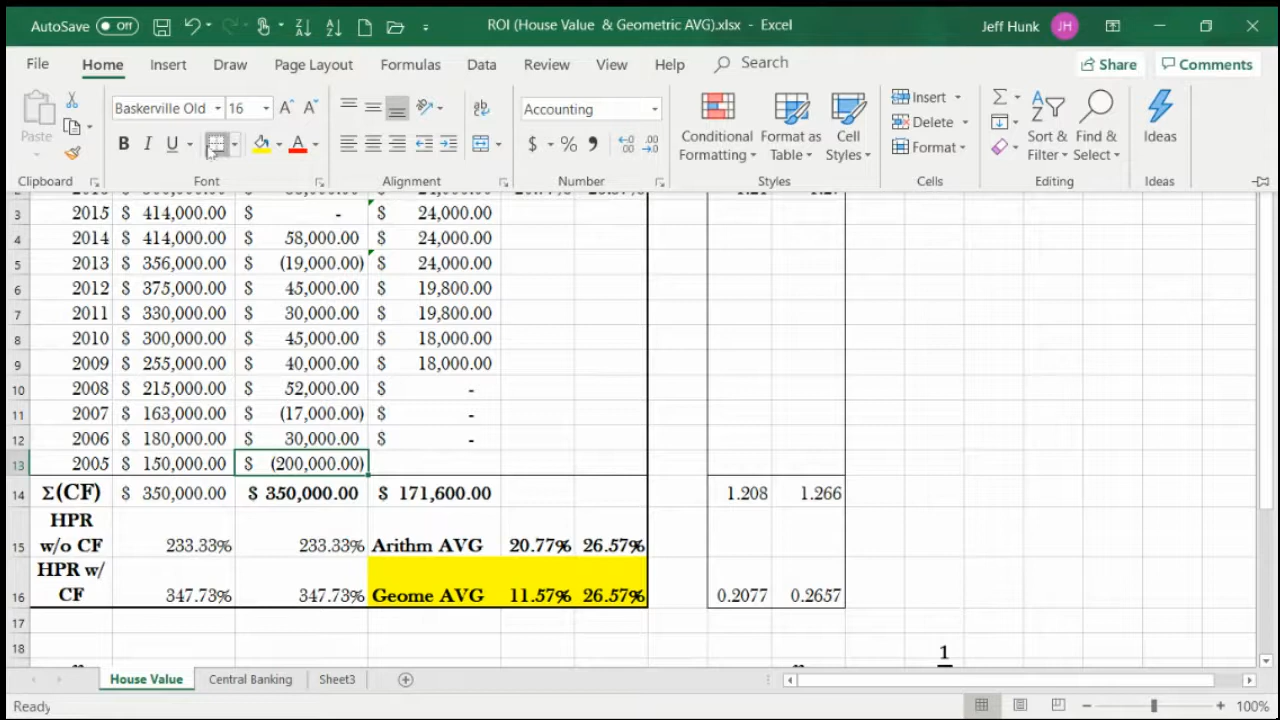 AutoSave Off ROI (House Value & Geometric AVG).xlsx - Excel Jeff Hunk JH
File Home Insert Draw Page Layout Formulas Data Review View Help Search Share Comments
Paste Baskerville Old 16 Accounting Conditional Formatting Format as Table Cell Styles Insert Delete Format Sort & Filter Find & Select Ideas
B I U A $ % 9
Clipboard Font Alignment Number Styles Cells Editing Ideas
3 2015 $ 414,000.00 $ - $ 24,000.00
4 2014 $ 414,000.00 $ 58,000.00 $ 24,000.00
5 2013 $ 356,000.00 $ (19,000.00) $ 24,000.00
6 2012 $ 375,000.00 $ 45,000.00 $ 19,800.00
7 2011 $ 330,000.00 $ 30,000.00 $ 19,800.00
8 2010 $ 300,000.00 $ 45,000.00 $ 18,000.00
9 2009 $ 255,000.00 $ 40,000.00 $ 18,000.00
10 2008 $ 215,000.00 $ 52,000.00 $ -
11 2007 $ 163,000.00 $ (17,000.00) $ -
12 2006 $ 180,000.00 $ 30,000.00 $ -
13 2005 $ 150,000.00 $ (200,000.00)
14 Σ(CF) $ 350,000.00 $ 350,000.00 $ 171,600.00 1.208 1.266
HPR
15 w/o CF 233.33% 233.33% Arithm AVG 20.77% 26.57%
HPR w/
16 CF 347.73% 347.73% Geome AVG 11.57% 26.57% 0.2077 0.2657
17
18 1
House Value Central Banking Sheet3
Ready 100%